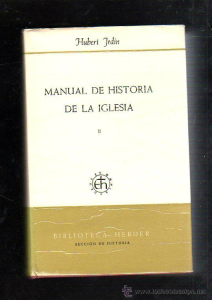 Hubert Jedin
MANUAL DE HISTORIA
DE LA IGLESIA
II
BIBLIOTECA HERDER
SECCIÓN DE HISTORIA